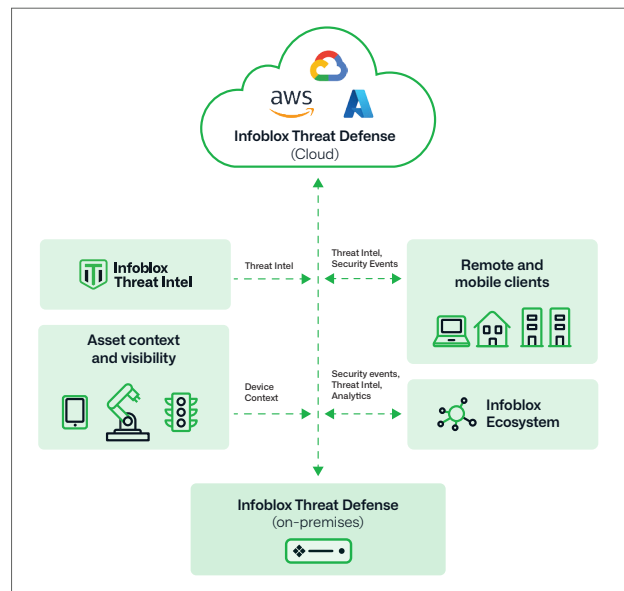 aws
Infoblox Threat Defense
(Cloud)
Infoblox
Threat Intel
Threat Intel
Threat Intel,
Security Events
Remote and
mobile clients
Asset context
and visibility
Device
Context
Security events,
Threat Intel,
Analytics
Infoblox
Ecosystem
Infoblox Threat Defense
(on-premises)